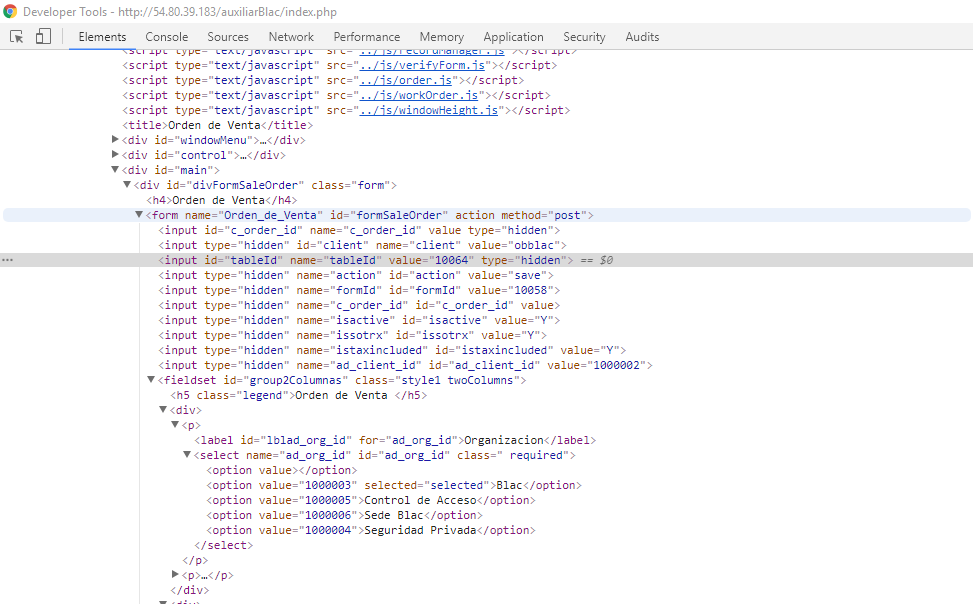 Developer Tools - http://54.80.39.183/auxiliarBlac/index.php
Elements Console Sources Network Performance Memory Application Security Audits
<script type="text/javascript" src="../js/recordManager.js"></script>
<script type="text/javascript" src="../js/verifyForm.js"></script>
<script type="text/javascript" src="../js/order.js"></script>
<script type="text/javascript" src="../js/workOrder.js"></script>
<script type="text/javascript" src="../js/windowHeight.js"></script>
<title>Orden de Venta</title>
▶<div id="windowMenu">…</div>
▶<div id="control">…</div>
▼<div id="main">
▼<div id="divFormSaleOrder" class="form">
<h4>Orden de Venta</h4>
▼<form name="Orden_de_Venta" id="formSaleOrder" action method="post">
<input id="c_order_id" name="c_order_id" value type="hidden">
<input type="hidden" id="client" name="client" value="obblac">
<input id="tableId" name="tableId" value="10064" type="hidden"> == $0
<input type="hidden" name="action" id="action" value="save">
<input type="hidden" name="formId" id="formId" value="10058">
<input type="hidden" name="c_order_id" id="c_order_id" value>
<input type="hidden" name="isactive" id="isactive" value="Y">
<input type="hidden" name="issotrx" id="issotrx" value="Y">
<input type="hidden" name="istaxincluded" id="istaxincluded" value="Y">
<input type="hidden" name="ad_client_id" id="ad_client_id" value="1000002">
▼<fieldset id="group2Columnas" class="style1 twoColumns">
<h5 class="legend">Orden de Venta </h5>
▼<div>
▼<p>
<label id="lblad_org_id" for="ad_org_id">Organizacion</label>
▼<select name="ad_org_id" id="ad_org_id" class=" required">
<option value></option>
<option value="1000003" selected="selected">Blac</option>
<option value="1000005">Control de Acceso</option>
<option value="1000006">Sede Blac</option>
<option value="1000004">Seguridad Privada</option>
</select>
</p>
▶<p>…</p>
</div>
▼<div>